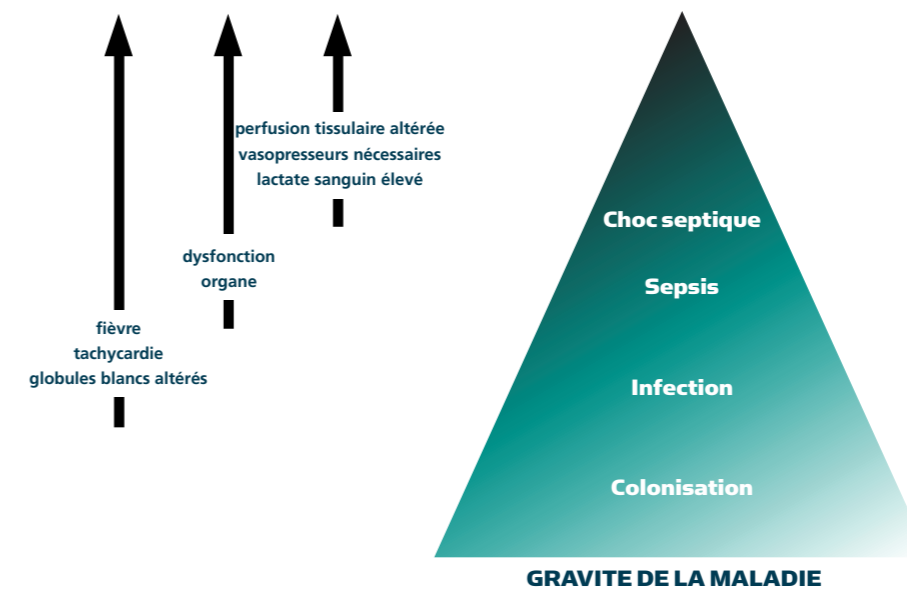 perfusion tissulaire altérée
vasopresseurs nécessaires
lactate sanguin élevé
dysfonction
organe
fièvre
tachycardie
globules blancs altérés
Choc septique
Sepsis
Infection
Colonisation
GRAVITE DE LA MALADIE